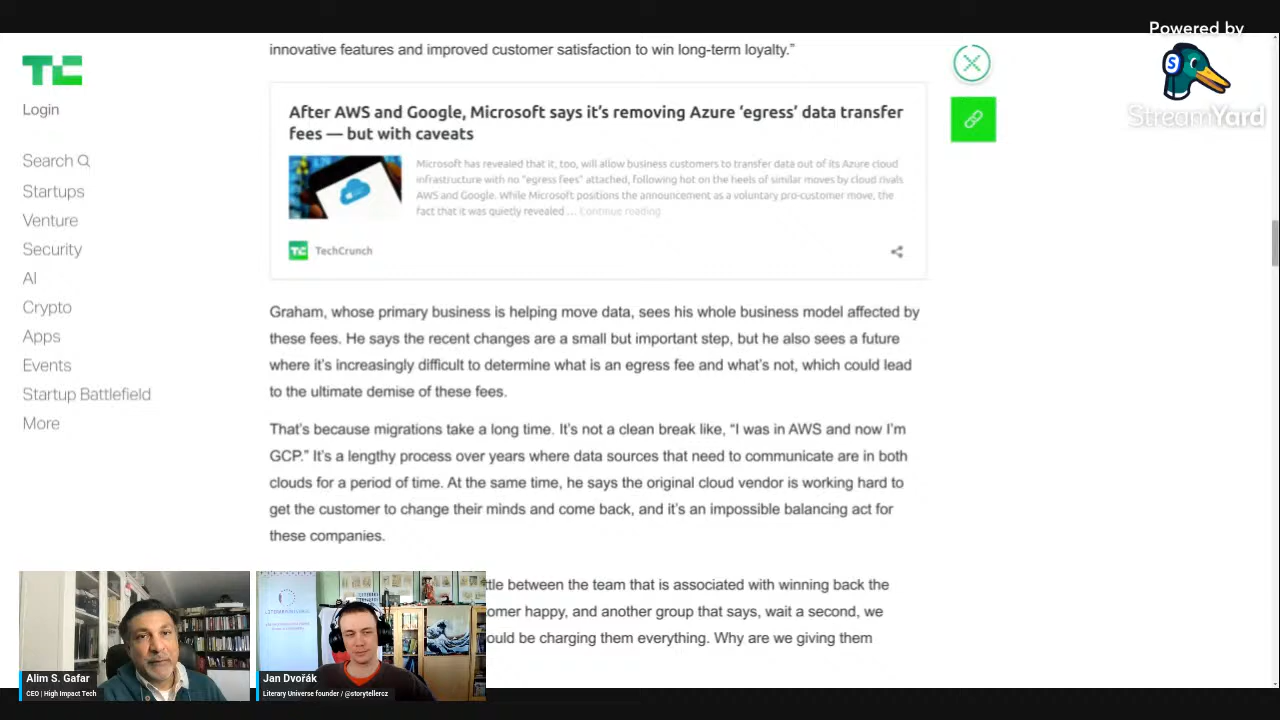 innovative features and improved customer satisfaction to win long-term loyalty.”
Powered by
S
StreamYard
TC
Login
Search
Startups
Venture
Security
AI
Crypto
Apps
Events
Startup Battlefield
More
After AWS and Google, Microsoft says it’s removing Azure ‘egress’ data transfer
fees — but with caveats
Microsoft has revealed that it, too, will allow business customers to transfer data out of its Azure cloud
infrastructure with no “egress fees” attached, following hot on the heels of similar moves by cloud rivals
AWS and Google. While Microsoft positions the announcement as a voluntary pro-customer move, the
fact that it was quietly revealed … Continue reading
TC TechCrunch
Graham, whose primary business is helping move data, sees his whole business model affected by
these fees. He says the recent changes are a small but important step, but he also sees a future
where it’s increasingly difficult to determine what is an egress fee and what’s not, which could lead
to the ultimate demise of these fees.
That’s because migrations take a long time. It’s not a clean break like, “I was in AWS and now I’m
GCP.” It’s a lengthy process over years where data sources that need to communicate are in both
clouds for a period of time. At the same time, he says the original cloud vendor is working hard to
get the customer to change their minds and come back, and it’s an impossible balancing act for
these companies.
ttle between the team that is associated with winning back the
omer happy, and another group that says, wait a second, we
ould be charging them everything. Why are we giving them
Alim S. Gafar
CEO | High Impact Tech
Jan Dvořák
Literary Universe founder / @storytellercz